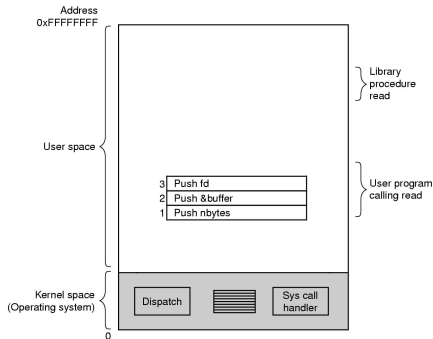 Address
0xFFFFFFFF
Library
procedure
read
User space
3 Push fd
2 Push &buffer
1 Push nbytes
User program
calling read
Kernel space
(Operating system)
Dispatch
Sys call
handler
0